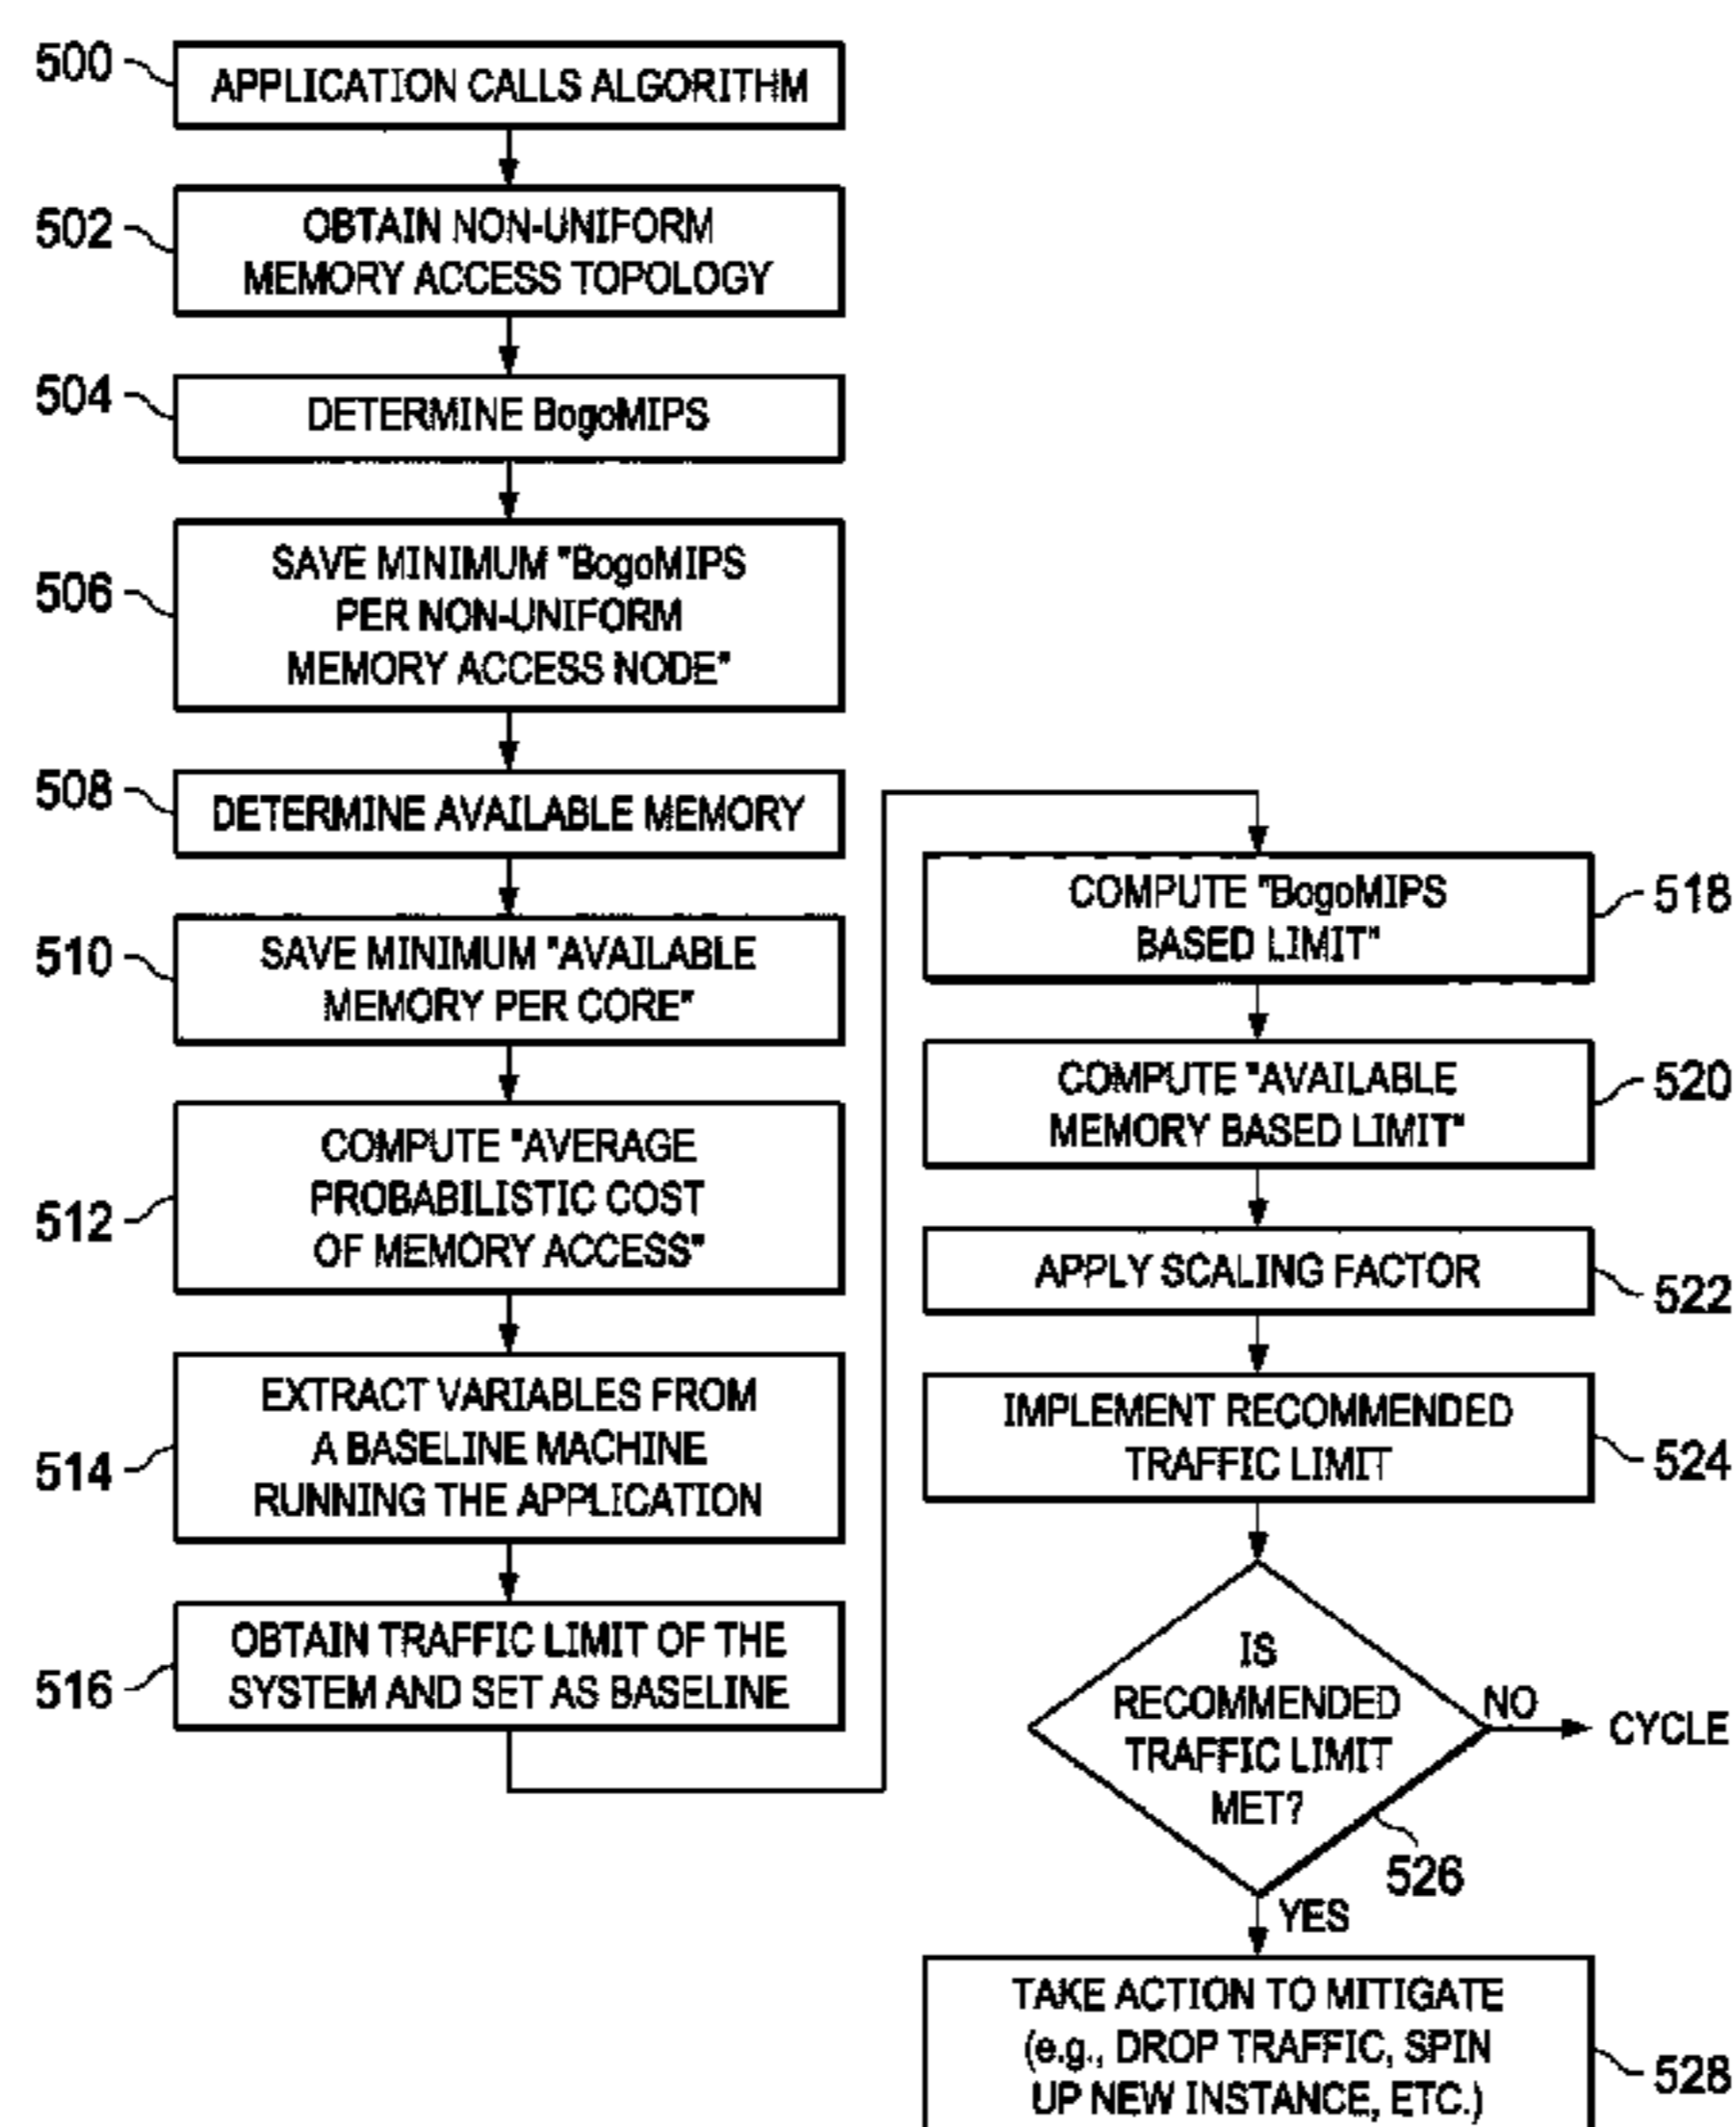 500
APPLICATION CALLS ALGORITHM
502
OBTAIN NON-UNIFORM
MEMORY ACCESS TOPOLOGY
504
DETERMINE BogoMIPS
506
SAVE MINIMUM "BogoMIPS
PER NON-UNIFORM
MEMORY ACCESS NODE"
508
DETERMINE AVAILABLE MEMORY
510
SAVE MINIMUM "AVAILABLE
MEMORY PER CORE"
512
COMPUTE "AVERAGE
PROBABILISTIC COST
OF MEMORY ACCESS"
514
EXTRACT VARIABLES FROM
A BASELINE MACHINE
RUNNING THE APPLICATION
516
OBTAIN TRAFFIC LIMIT OF THE
SYSTEM AND SET AS BASELINE
COMPUTE "BogoMIPS
BASED LIMIT"
518
COMPUTE "AVAILABLE
MEMORY BASED LIMIT"
520
APPLY SCALING FACTOR
522
IMPLEMENT RECOMMENDED
TRAFFIC LIMIT
524
IS
RECOMMENDED
TRAFFIC LIMIT
MET?
NO
CYCLE
526
YES
TAKE ACTION TO MITIGATE
(e.g., DROP TRAFFIC, SPIN
UP NEW INSTANCE, ETC.)
528